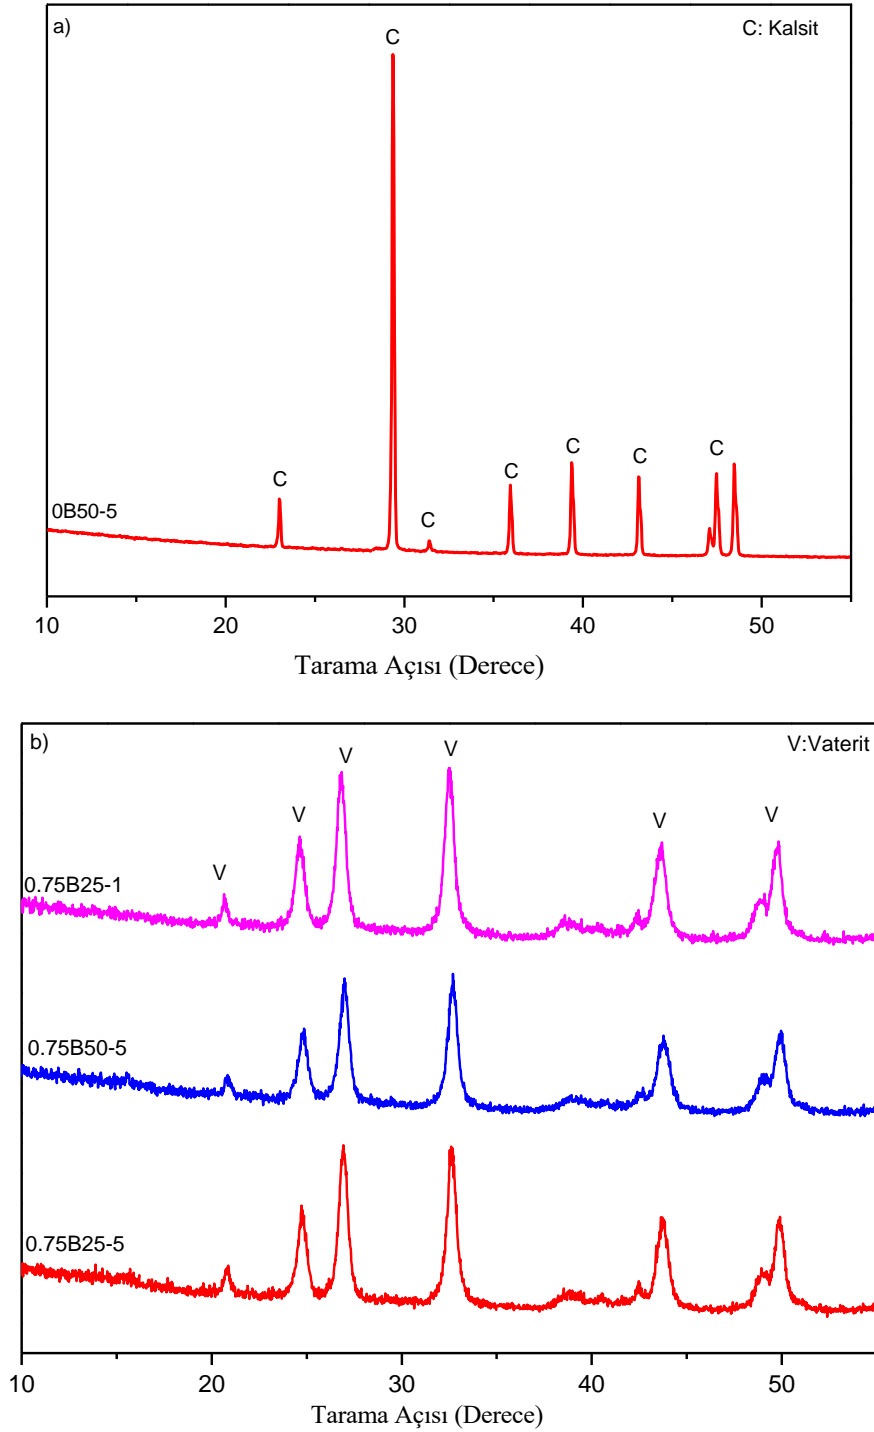 a)
C: Kalsit
C
C
C
C
C
C
C
0B50-5
10
20
30
40
50
Tarama Açısı (Derece)
b)
V:Vaterit
V
V
V
V
V
V
0.75B25-1
0.75B50-5
0.75B25-5
10
20
30
40
50
Tarama Açısı (Derece)